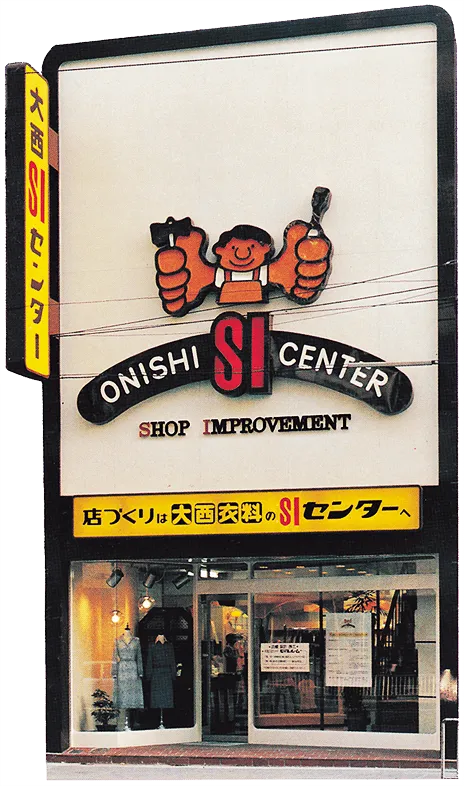 大西SIセンター
ONISHI SI CENTER
SHOP IMPROVEMENT
店づくりは大西衣料のSIセンターへ